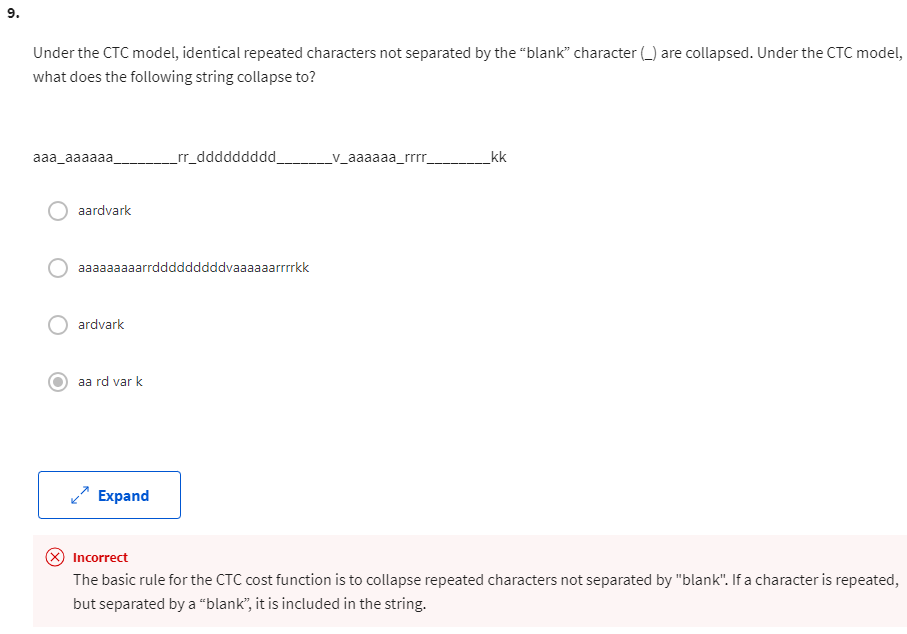 9.
Under the CTC model, identical repeated characters not separated by the “blank” character (_) are collapsed. Under the CTC model,
what does the following string collapse to?
aaa_aaaaaa________rr_ddddddddd_______v_aaaaaa_rrrr________kk
aardvark
aaaaaaaaarrdddddddddvaaaaaarrrrkk
ardvark
aa rd var k
Expand
Incorrect
The basic rule for the CTC cost function is to collapse repeated characters not separated by "blank". If a character is repeated,
but separated by a “blank”, it is included in the string.